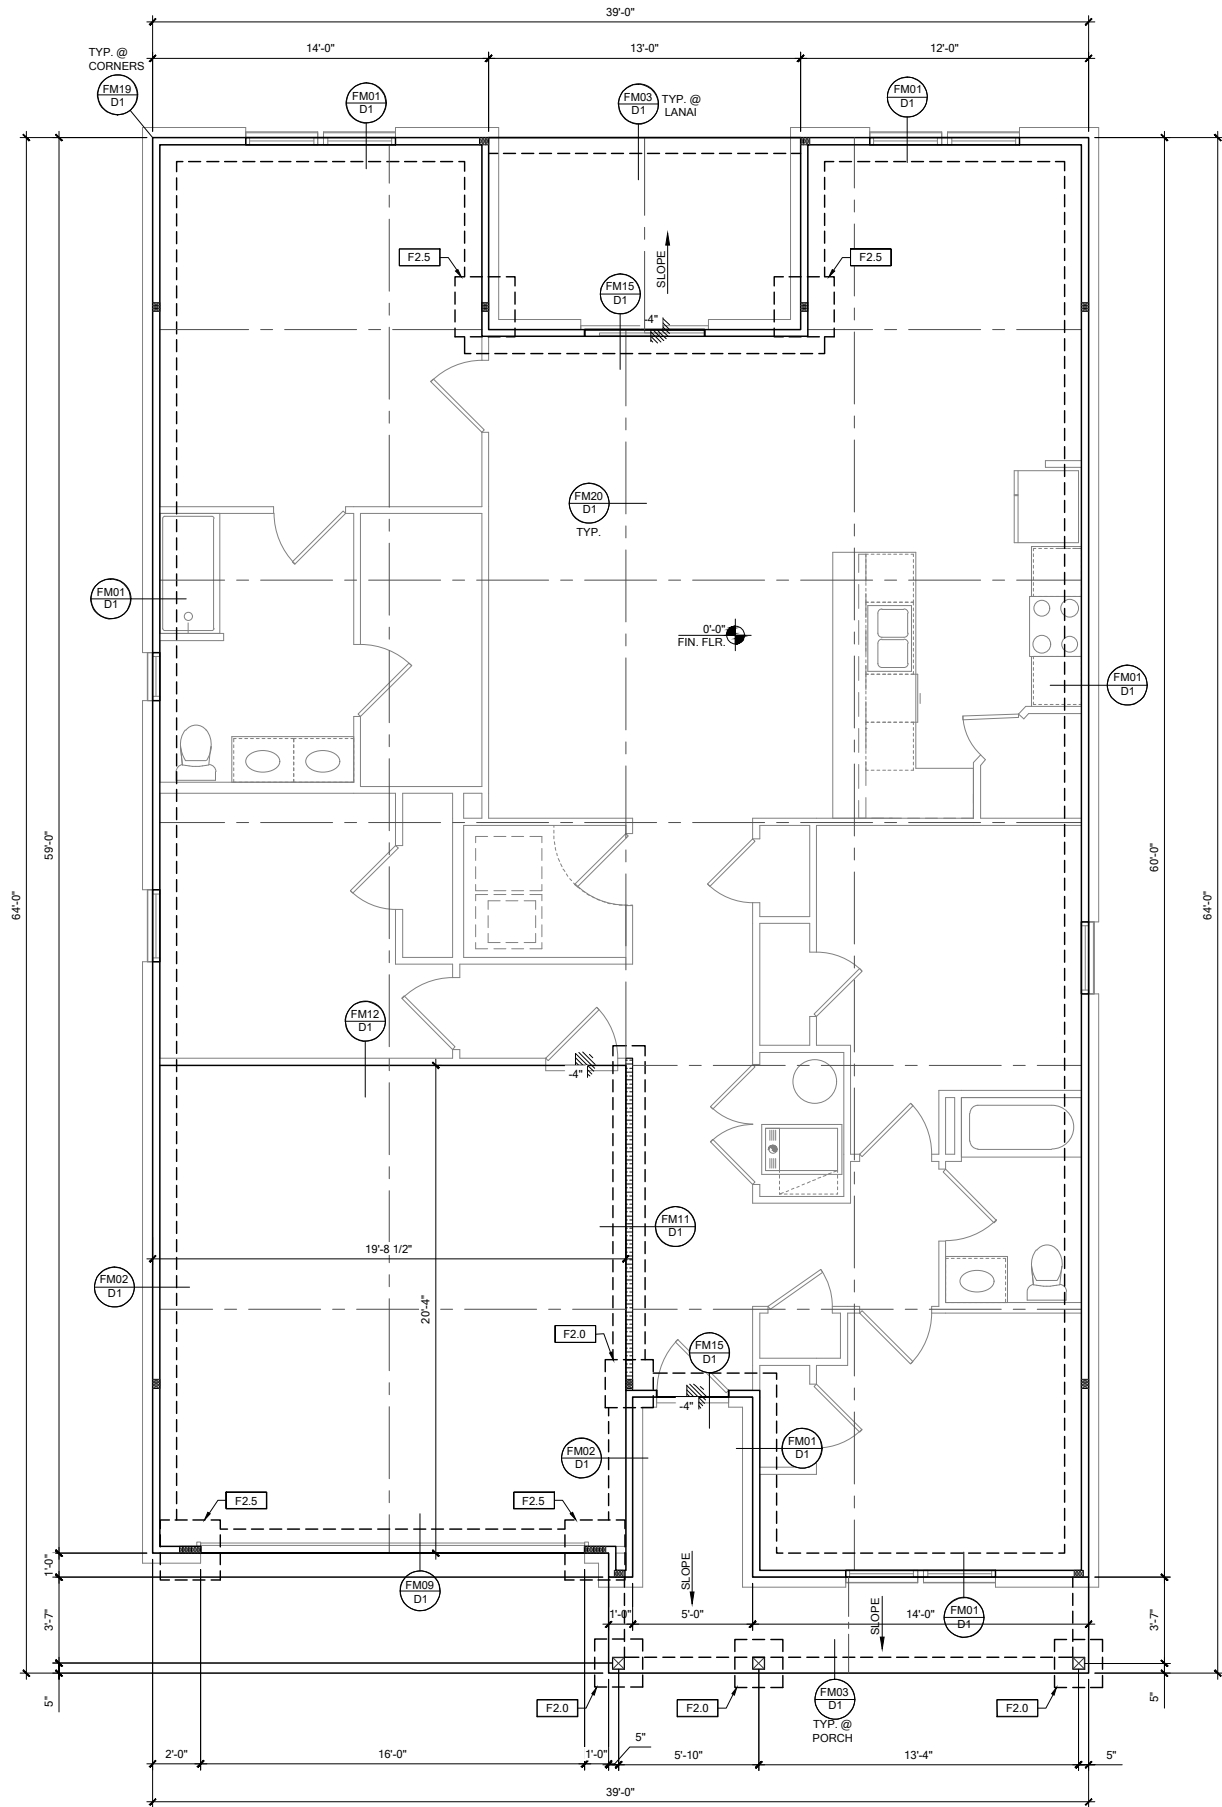 39'-0"
14'-0"
13'-0"
12'-0"
TYP. @
CORNERS
FM19
D1
FM01
D1
FM03
D1
TYP. @
LANAI
FM01
D1
F2.5
F2.5
SLOPE
FM15
D1
-4"
FM20
D1
TYP.
FM01
D1
0'-0"
FIN. FLR.
FM01
D1
59'-0"
64'-0"
60'-0"
64'-0"
FM12
D1
-4"
FM11
D1
19'-8 1/2"
FM02
D1
20'-4"
F2.0
FM15
D1
-4"
FM02
D1
FM01
D1
F2.5
F2.5
1'-0"
FM09
D1
SLOPE
3'-7"
1'-0"
5'-0"
SLOPE
14'-0"
FM01
D1
3'-7"
5"
F2.0
F2.0
FM03
D1
TYP. @
PORCH
F2.0
5"
2'-0"
16'-0"
1'-0"
5"
5'-10"
13'-4"
5"
39'-0"